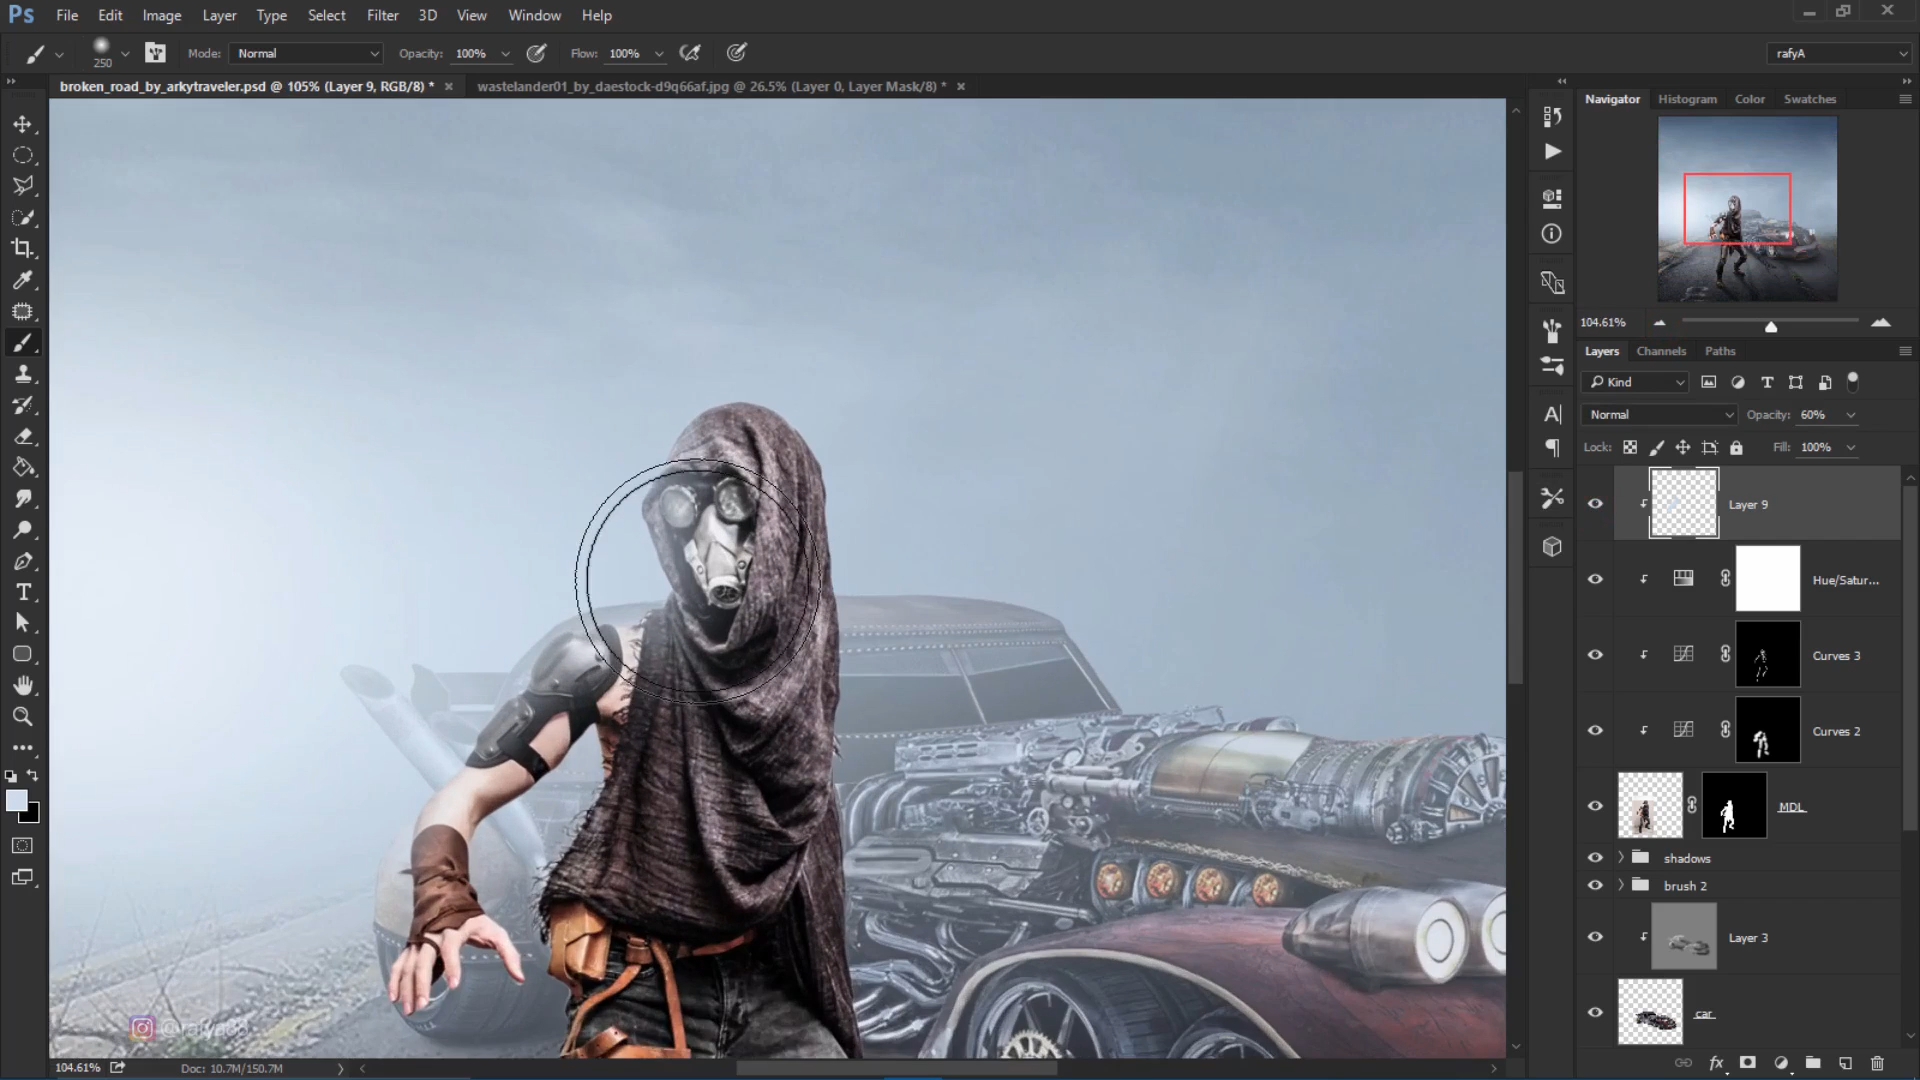 Ps File Edit Image Layer Type Select Filter 3D View Window Help
250 Mode: Normal Opacity: 100% Flow: 100% rafyA
broken_road_by_arkytraveler.psd @ 105% (Layer 9, RGB/8) * wastelander01_by_daestock-d9q66af.jpg @ 26.5% (Layer 0, Layer Mask/8) *
Navigator Histogram Color Swatches
104.61%
Layers Channels Paths
Kind
Normal Opacity: 60%
Lock: Fill: 100%
Layer 9
Hue/Satur...
Curves 3
Curves 2
MDL
shadows
brush 2
Layer 3
car
fx
@rafya88
104.61% Doc: 10.7M/150.7M